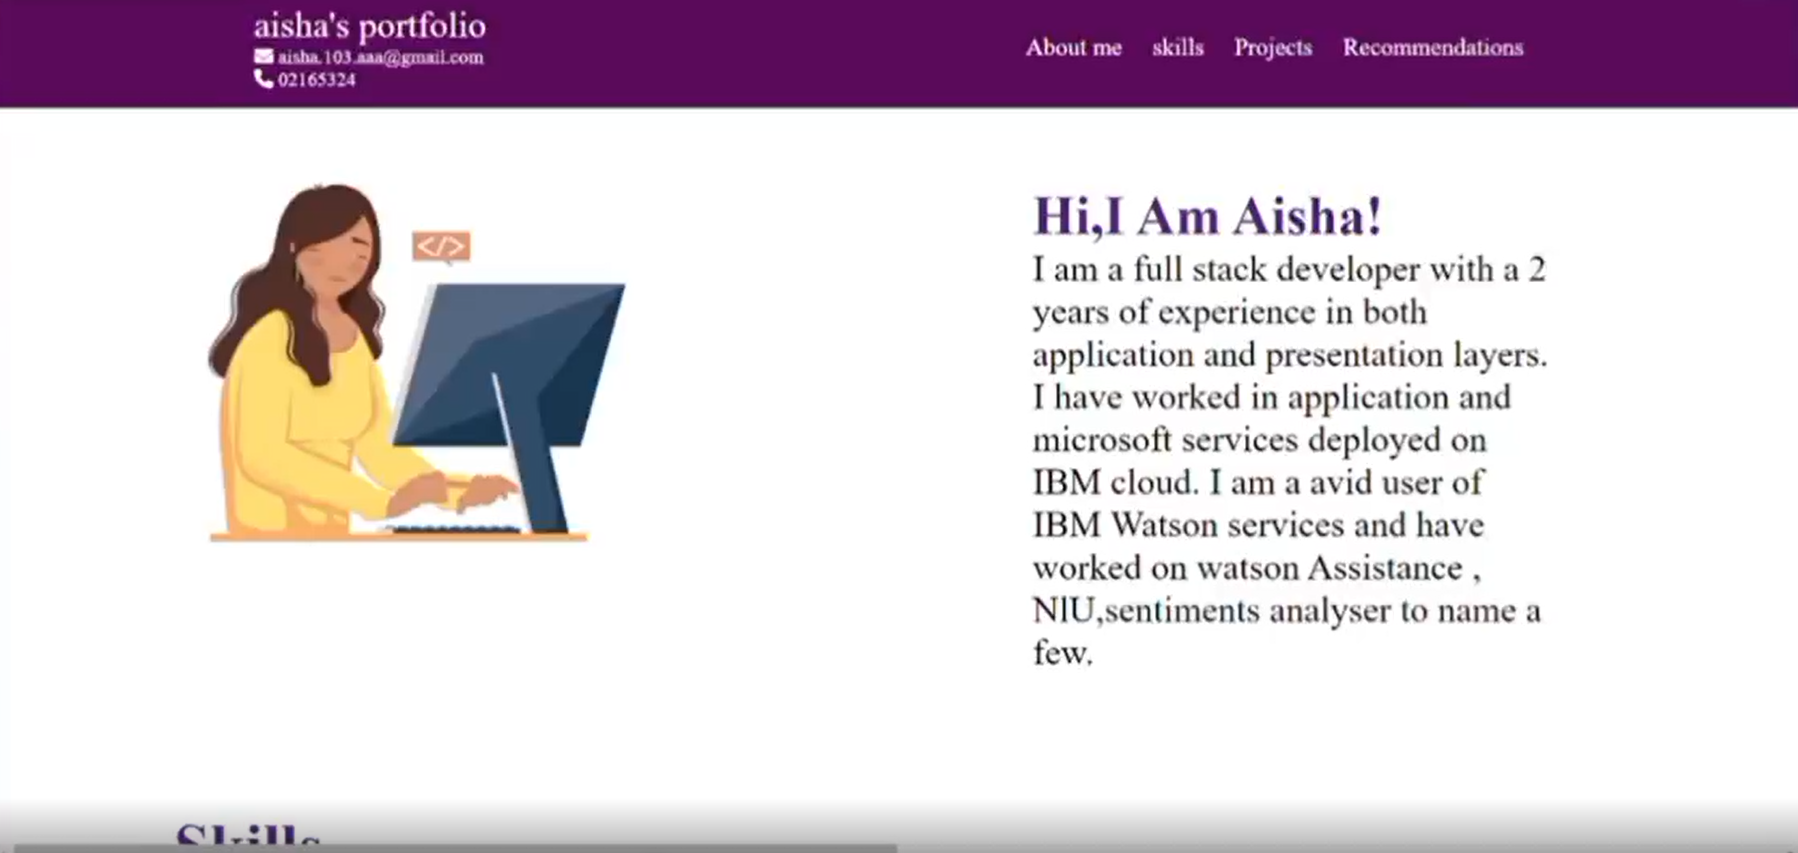 aisha's portfolio
aisha.103.aaa@gmail.com
02165324
About me skills Projects Recommendations
</>
Hi,I Am Aisha!
I am a full stack developer with a 2
years of experience in both
application and presentation layers.
I have worked in application and
microsoft services deployed on
IBM cloud. I am a avid user of
IBM Watson services and have
worked on watson Assistance ,
NlU,sentiments analyser to name a
few.
Skills